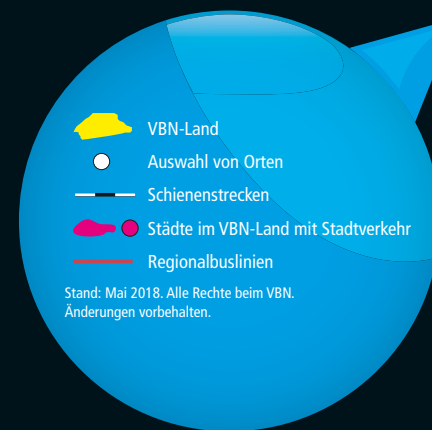 VBN-Land
Auswahl von Orten
Schienenstrecken
Städte im VBN-Land mit Stadtverkehr
Regionalbuslinien
Stand: Mai 2018. Alle Rechte beim VBN.
Änderungen vorbehalten.